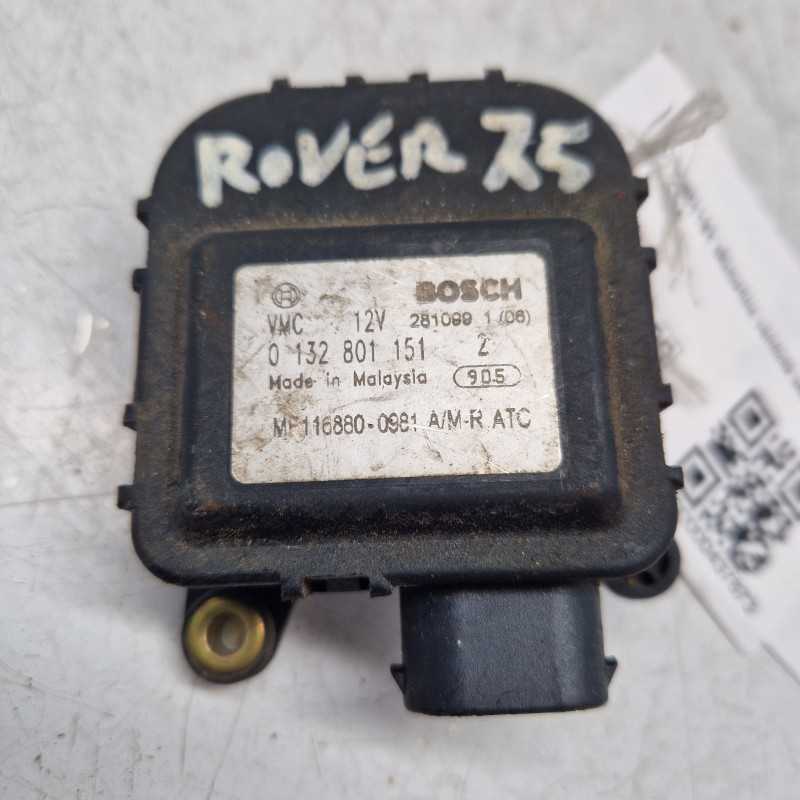 ROVER 75
BOSCH
VMC 12V 281099 1 (06)
0 132 801 151 2
Made in Malaysia 905
MF116880-0981 A/M-R ATC